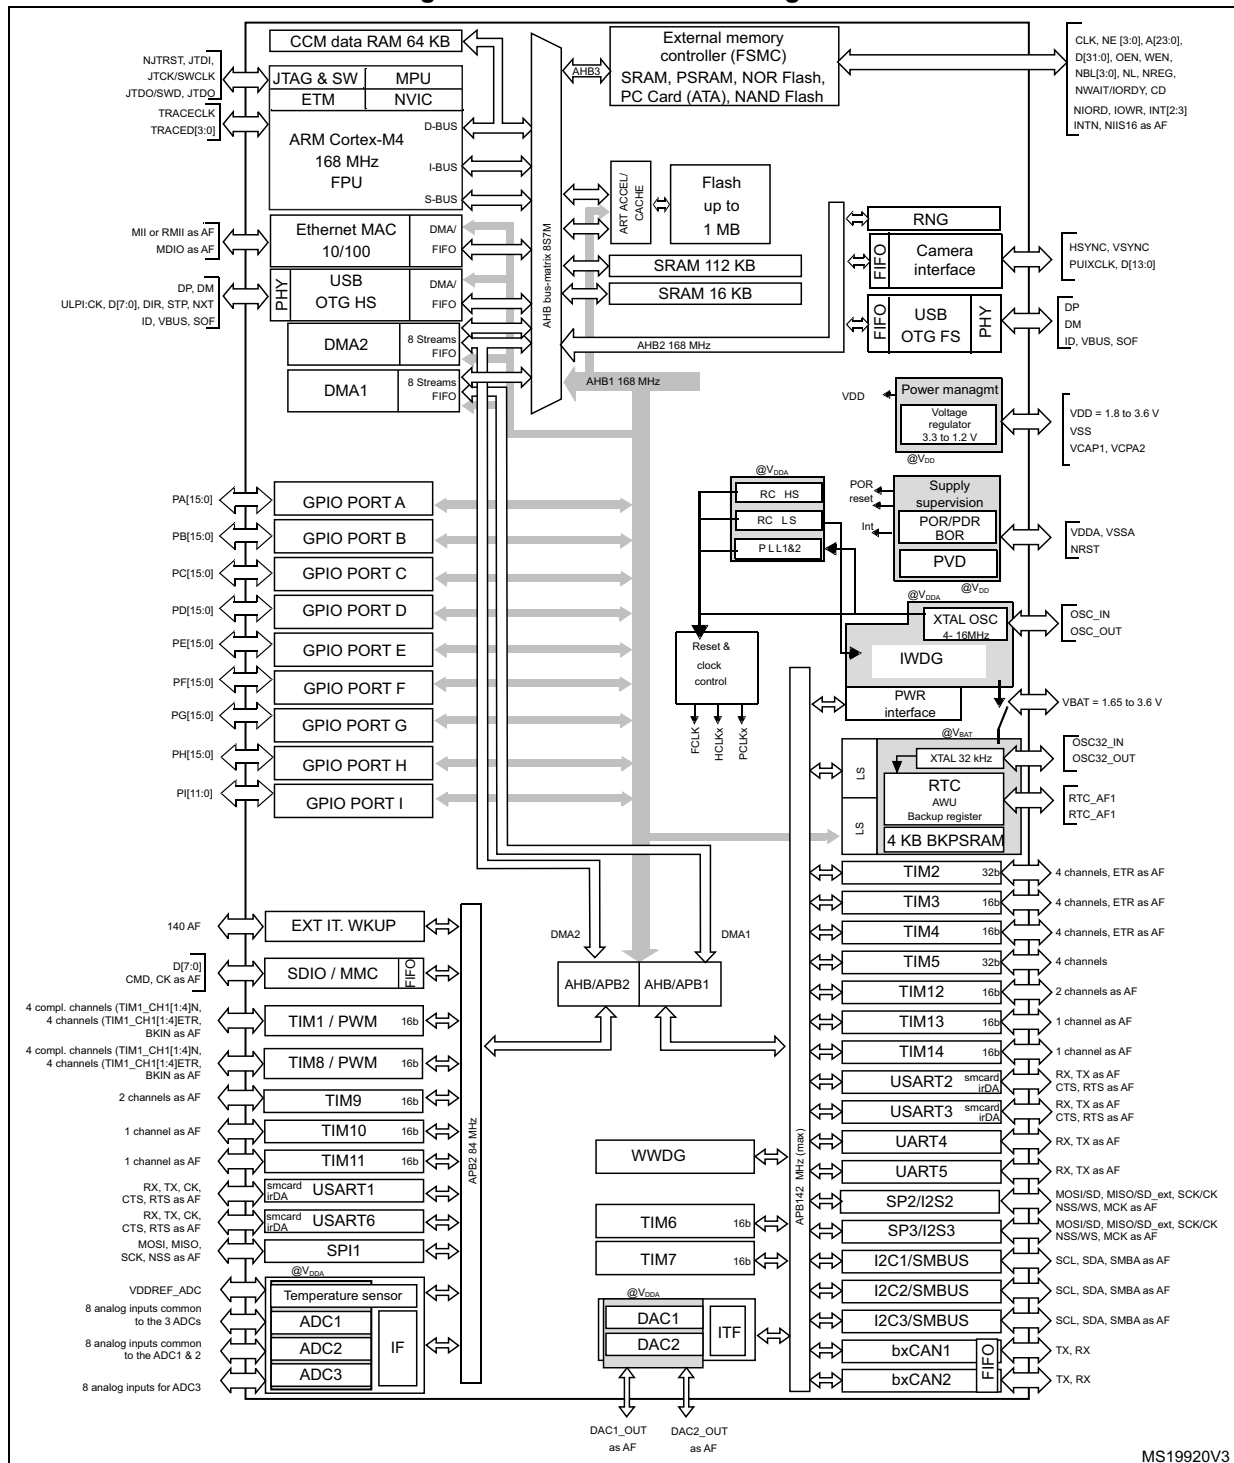 CCM data RAM 64 KB
External memory
controller (FSMC)
SRAM, PSRAM, NOR Flash,
PC Card (ATA), NAND Flash
AHB3
CLK, NE [3:0], A[23:0],
D[31:0], OEN, WEN,
NBL[3:0], NL, NREG,
NWAIT/IORDY, CD
NIORD, IOWR, INT[2:3]
INTN, NIIS16 as AF
NJTRST, JTDI,
JTCK/SWCLK
JTDO/SWD, JTDO
TRACECLK
TRACED[3:0]
JTAG & SW
MPU
ETM
NVIC
ARM Cortex-M4
168 MHz
FPU
D-BUS
I-BUS
S-BUS
AHB bus-matrix 8S7M
ART ACCEL/
CACHE
Flash
up to
1 MB
SRAM 112 KB
SRAM 16 KB
AHB2 168 MHz
AHB1 168 MHz
MII or RMII as AF
MDIO as AF
Ethernet MAC
10/100
DMA/
FIFO
DP, DM
ULPI:CK, D[7:0], DIR, STP, NXT
ID, VBUS, SOF
PHY
USB
OTG HS
DMA/
FIFO
DMA2
8 Streams
FIFO
DMA1
8 Streams
FIFO
RNG
FIFO
Camera
interface
HSYNC, VSYNC
PUIXCLK, D[13:0]
FIFO
USB
OTG FS
PHY
DP
DM
ID, VBUS, SOF
VDD
Power managmt
Voltage
regulator
3.3 to 1.2 V
@VDD
VDD = 1.8 to 3.6 V
VSS
VCAP1, VCPA2
@VDDA
RC HS
RC LS
PLL1&2
POR
reset
Int
Supply
supervision
POR/PDR
BOR
PVD
@VDD
VDDA, VSSA
NRST
@VDDA
XTAL OSC
4- 16MHz
IWDG
OSC_IN
OSC_OUT
PWR
interface
VBAT = 1.65 to 3.6 V
Reset &
clock
control
FCLK
HCLKx
PCLKx
@VBAT
LS
LS
XTAL 32 kHz
RTC
AWU
Backup register
4 KB BKPSRAM
OSC32_IN
OSC32_OUT
RTC_AF1
RTC_AF1
PA[15:0]
GPIO PORT A
PB[15:0]
GPIO PORT B
PC[15:0]
GPIO PORT C
PD[15:0]
GPIO PORT D
PE[15:0]
GPIO PORT E
PF[15:0]
GPIO PORT F
PG[15:0]
GPIO PORT G
PH[15:0]
GPIO PORT H
PI[11:0]
GPIO PORT I
DMA2
DMA1
AHB/APB2
AHB/APB1
140 AF
EXT IT. WKUP
D[7:0]
CMD, CK as AF
SDIO / MMC
FIFO
4 compl. channels (TIM1_CH1[1:4]N,
4 channels (TIM1_CH1[1:4]ETR,
BKIN as AF
TIM1 / PWM 16b
4 compl. channels (TIM1_CH1[1:4]N,
4 channels (TIM1_CH1[1:4]ETR,
BKIN as AF
TIM8 / PWM 16b
2 channels as AF
TIM9 16b
1 channel as AF
TIM10 16b
1 channel as AF
TIM11 16b
RX, TX, CK,
CTS, RTS as AF
smcard
irDA
USART1
RX, TX, CK,
CTS, RTS as AF
smcard
irDA
USART6
MOSI, MISO,
SCK, NSS as AF
SPI1
@VDDA
VDDREF_ADC
Temperature sensor
8 analog inputs common
to the 3 ADCs
ADC1
8 analog inputs common
to the ADC1 & 2
ADC2
8 analog inputs for ADC3
ADC3
IF
APB2 84 MHz
WWDG
TIM6 16b
TIM7 16b
@VDDA
DAC1
DAC2
ITF
DAC1_OUT
as AF
DAC2_OUT
as AF
APB142 MHz (max)
TIM2 32b
4 channels, ETR as AF
TIM3 16b
4 channels, ETR as AF
TIM4 16b
4 channels, ETR as AF
TIM5 32b
4 channels
TIM12 16b
2 channels as AF
TIM13 16b
1 channel as AF
TIM14 16b
1 channel as AF
USART2
smcard
irDA
RX, TX as AF
CTS, RTS as AF
USART3
smcard
irDA
RX, TX as AF
CTS, RTS as AF
UART4
RX, TX as AF
UART5
RX, TX as AF
SP2/I2S2
MOSI/SD, MISO/SD_ext, SCK/CK
NSS/WS, MCK as AF
SP3/I2S3
MOSI/SD, MISO/SD_ext, SCK/CK
NSS/WS, MCK as AF
I2C1/SMBUS
SCL, SDA, SMBA as AF
I2C2/SMBUS
SCL, SDA, SMBA as AF
I2C3/SMBUS
SCL, SDA, SMBA as AF
bxCAN1
TX, RX
bxCAN2
TX, RX
FIFO
MS19920V3